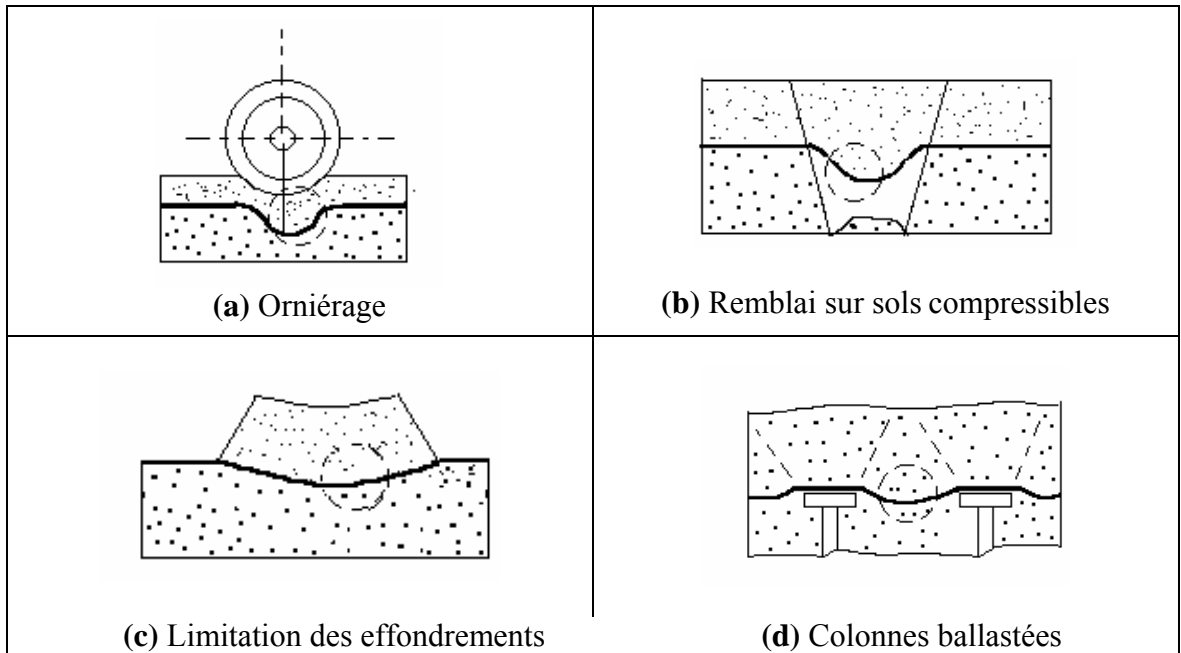 (a) Orniérage
(b) Remblai sur sols compressibles
(c) Limitation des effondrements
(d) Colonnes ballastées